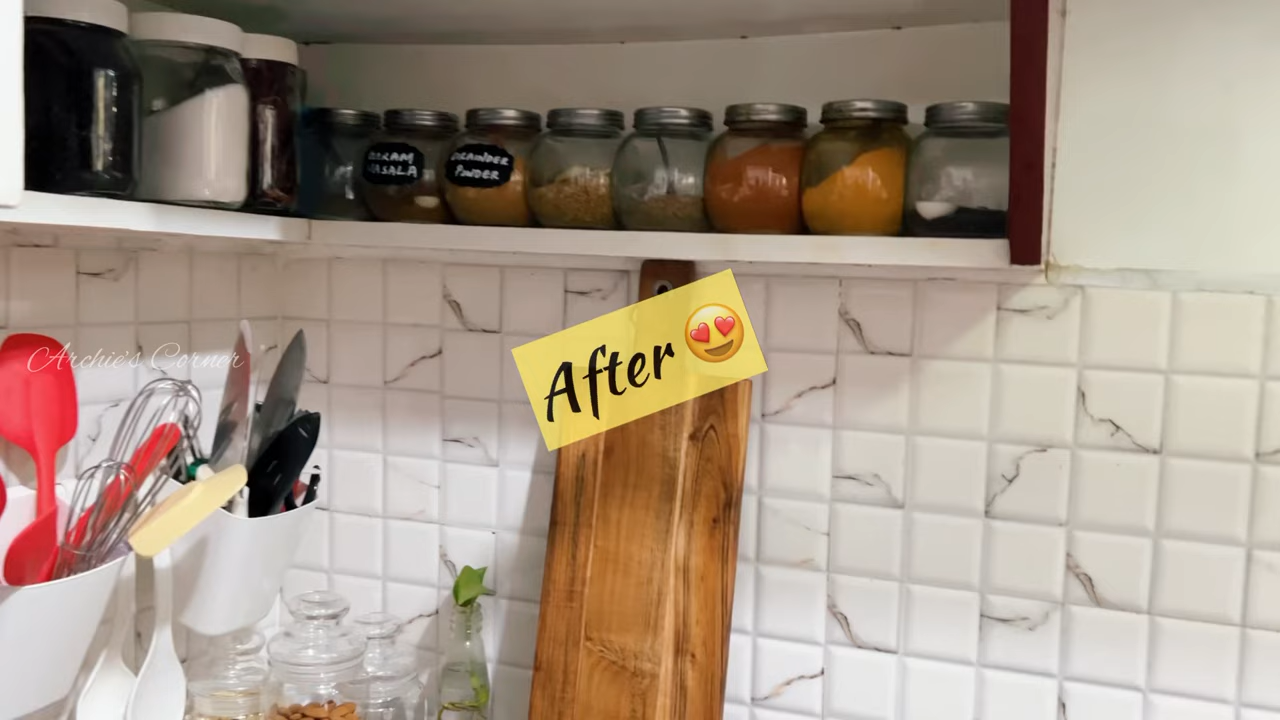 GARAM
MASALA
CORIANDER
POWDER
After 😍
Archie's Corner